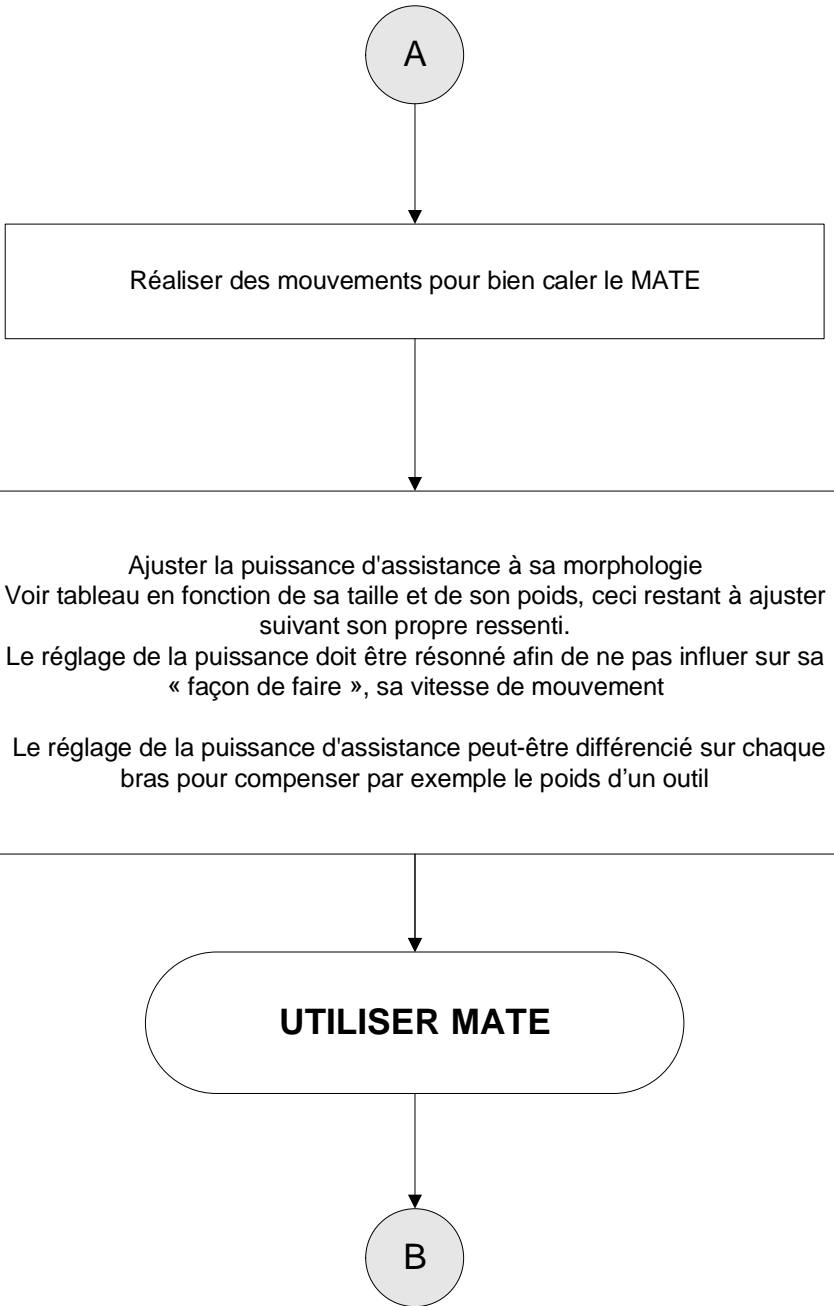 A
Réaliser des mouvements pour bien caler le MATE
Ajuster la puissance d'assistance à sa morphologie
Voir tableau en fonction de sa taille et de son poids, ceci restant à ajuster
suivant son propre ressenti.
Le réglage de la puissance doit être résonné afin de ne pas influer sur sa
« façon de faire », sa vitesse de mouvement
Le réglage de la puissance d'assistance peut-être différencié sur chaque
bras pour compenser par exemple le poids d’un outil
UTILISER MATE
B